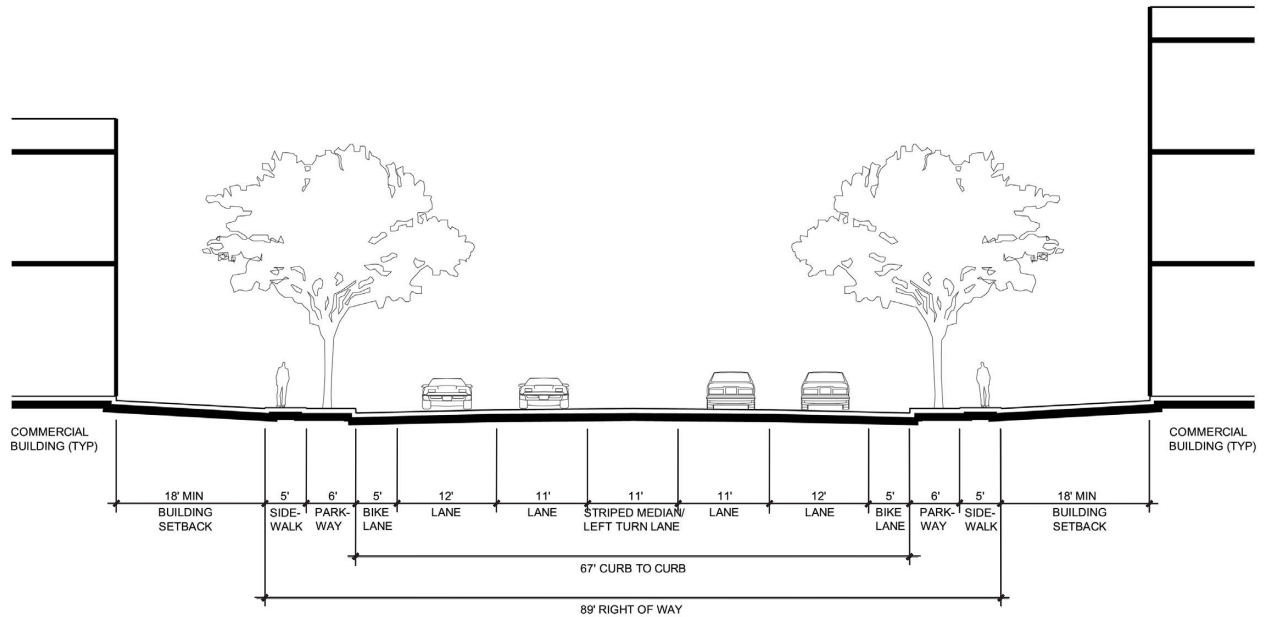 COMMERCIAL
BUILDING (TYP)
COMMERCIAL
BUILDING (TYP)
18' MIN
BUILDING
SETBACK
5'
SIDE-
WALK
6'
PARK-
WAY
5'
BIKE
LANE
12'
LANE
11'
LANE
11'
STRIPED MEDIAN/
LEFT TURN LANE
11'
LANE
12'
LANE
5'
BIKE
LANE
6'
PARK-
WAY
5'
SIDE-
WALK
18' MIN
BUILDING
SETBACK
67' CURB TO CURB
89' RIGHT OF WAY